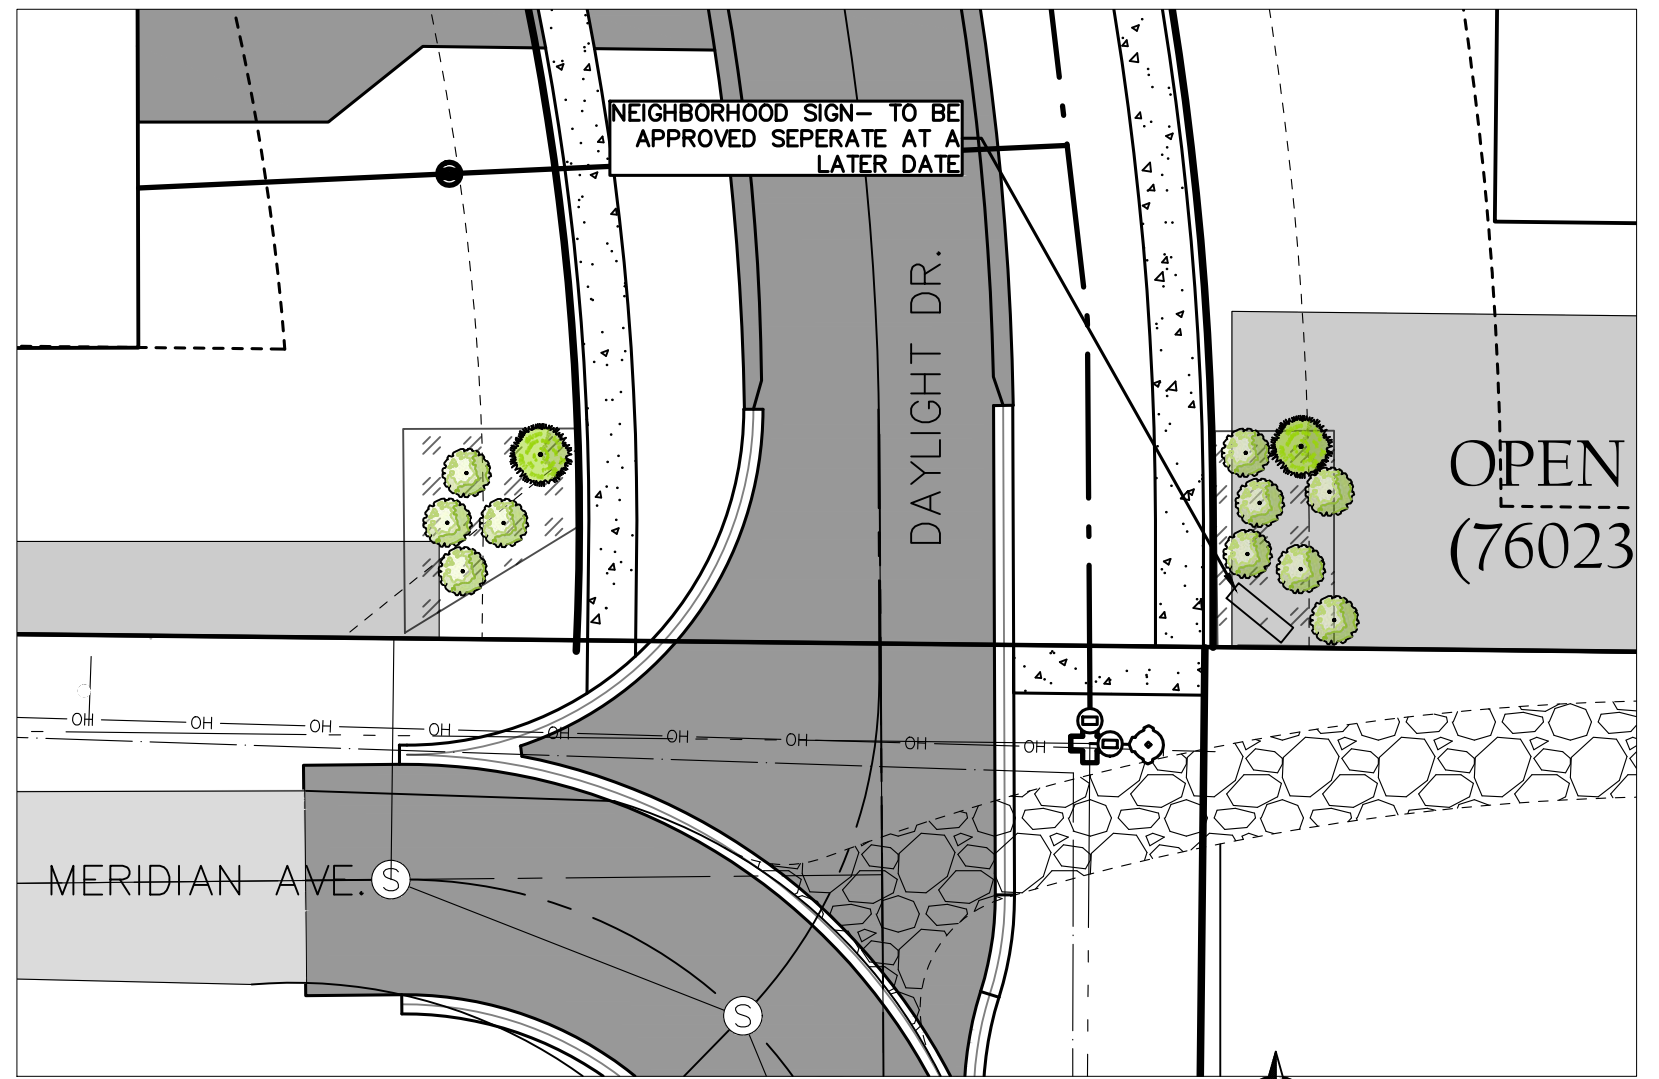 NEIGHBORHOOD SIGN– TO BE
APPROVED SEPERATE AT A
LATER DATE
DAYLIGHT DR.
OPEN
(76023
OH OH OH OH OH OH OH OH OH
MERIDIAN AVE. S
S